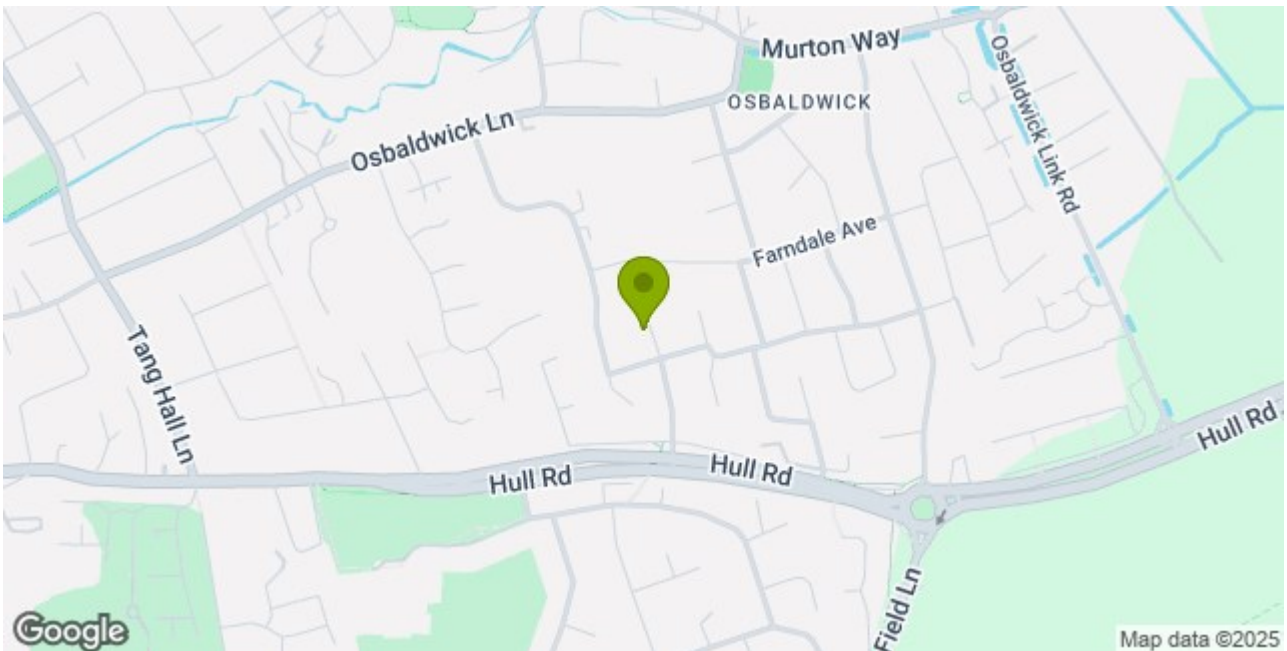 Murton Way
OSBALDWICK
Osbaldwick Ln
Osbaldwick Link Rd
Farndale Ave
Tang Hall Ln
Hull Rd
Hull Rd
Hull Rd
Field Ln
Google
Map data ©2025